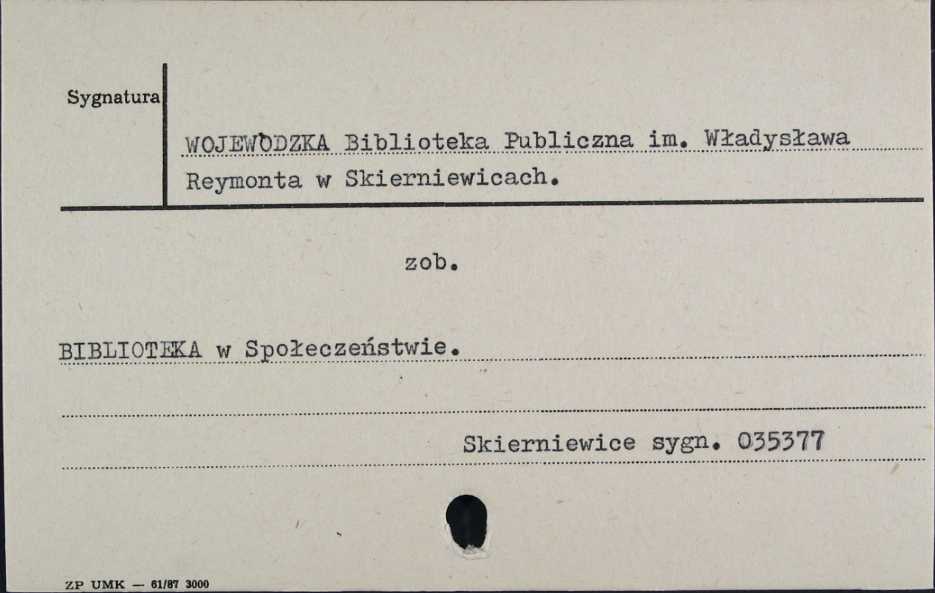 Sygnatura
WOJEWÓDZKA Biblioteka Publiczna im. Władysława
Reymonta w Skierniewicach.
zob.
BIBLIOTEKA w Społeczeństwie.
Skierniewice sygn. 035377
ZP UMK — 61/87 3000